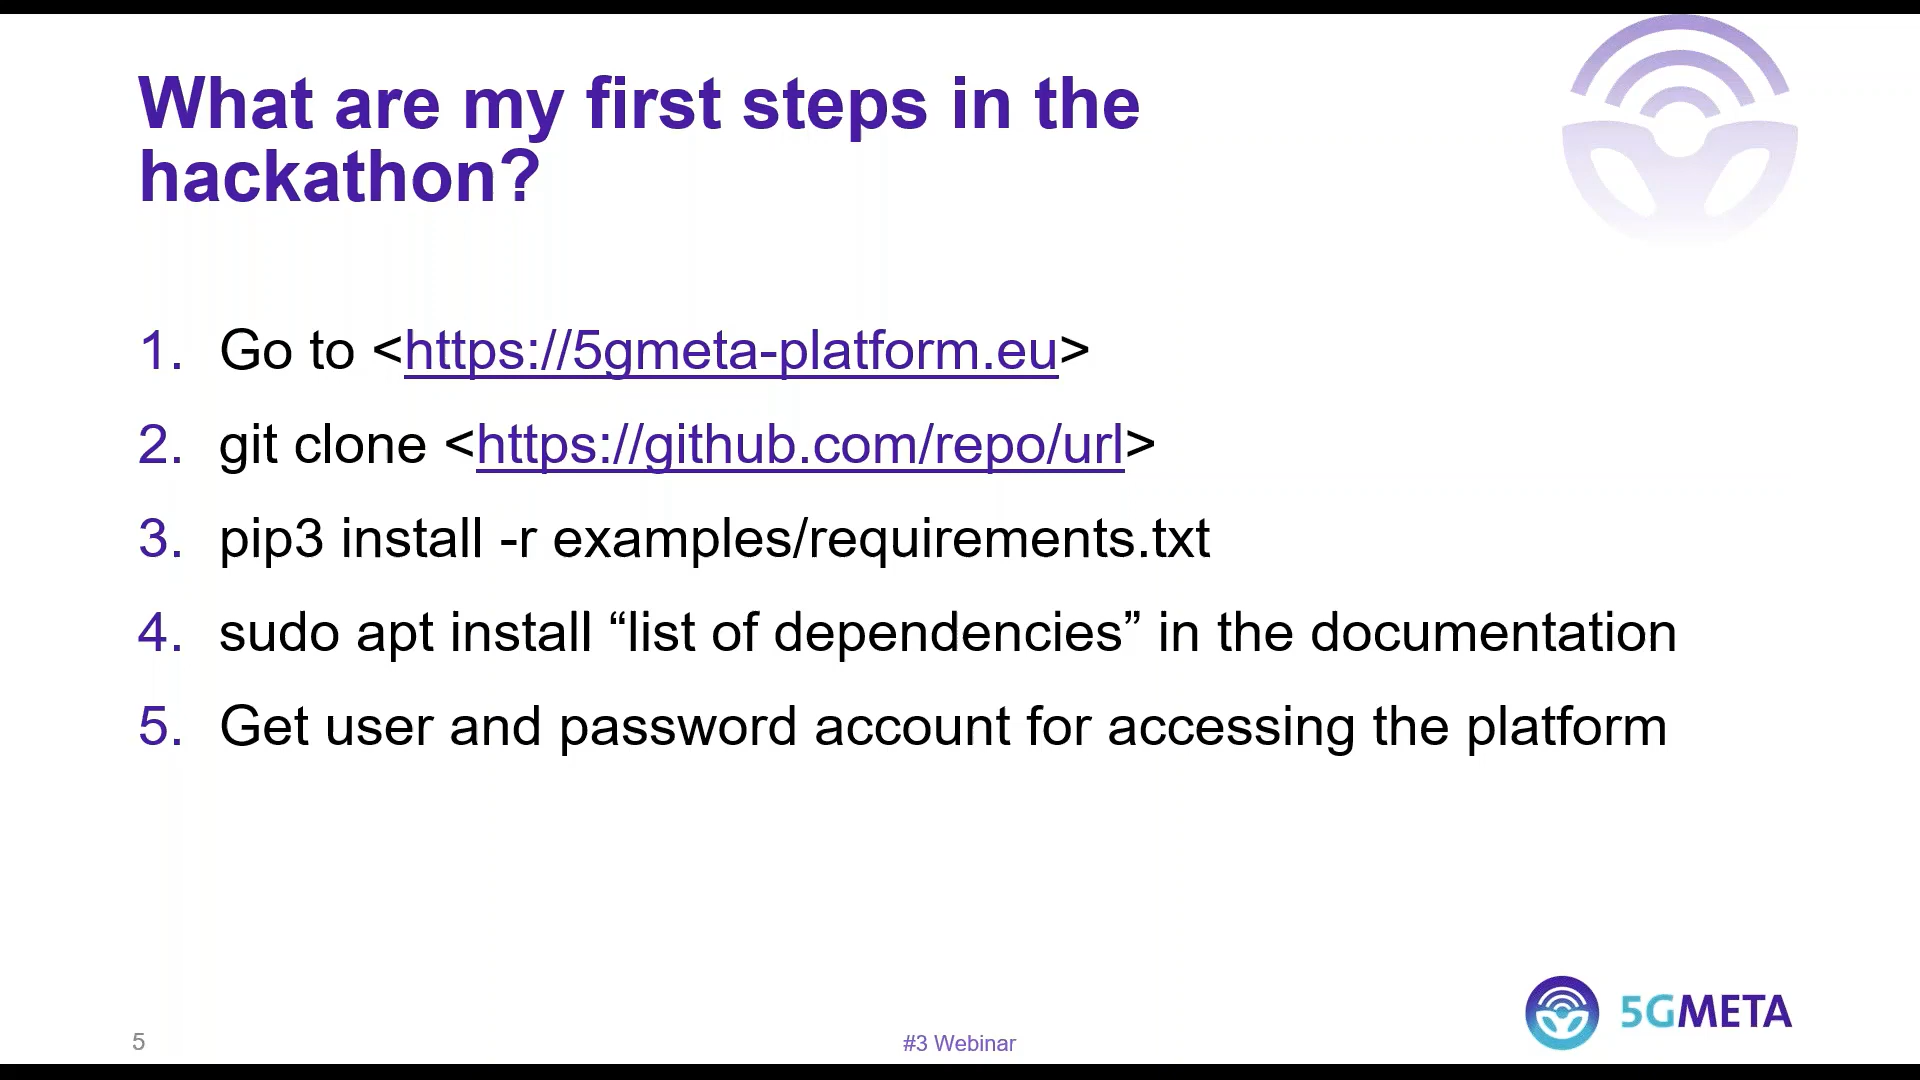 What are my first steps in the
hackathon?
1. Go to <https://5gmeta-platform.eu>
2. git clone <https://github.com/repo/url>
3. pip3 install -r examples/requirements.txt
4. sudo apt install “list of dependencies” in the documentation
5. Get user and password account for accessing the platform
5
#3 Webinar
5GMETA